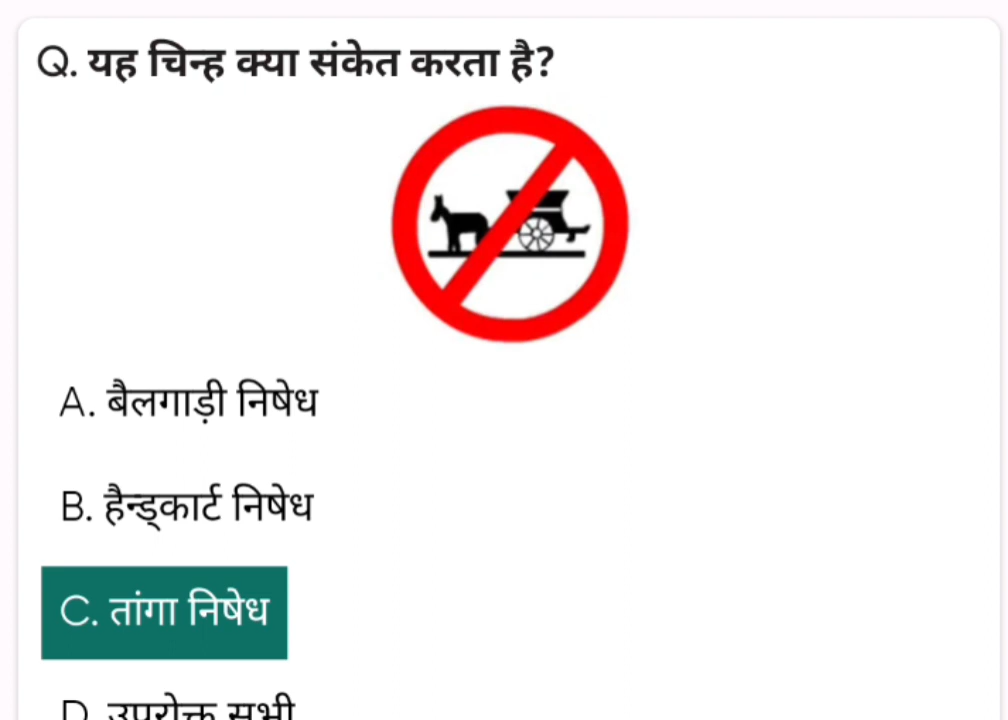 Q. यह चिन्ह क्या संकेत करता है?
A. बैलगाड़ी निषेध
B. हैन्ड्कार्ट निषेध
C. तांगा निषेध
D. उपरोक्त सभी